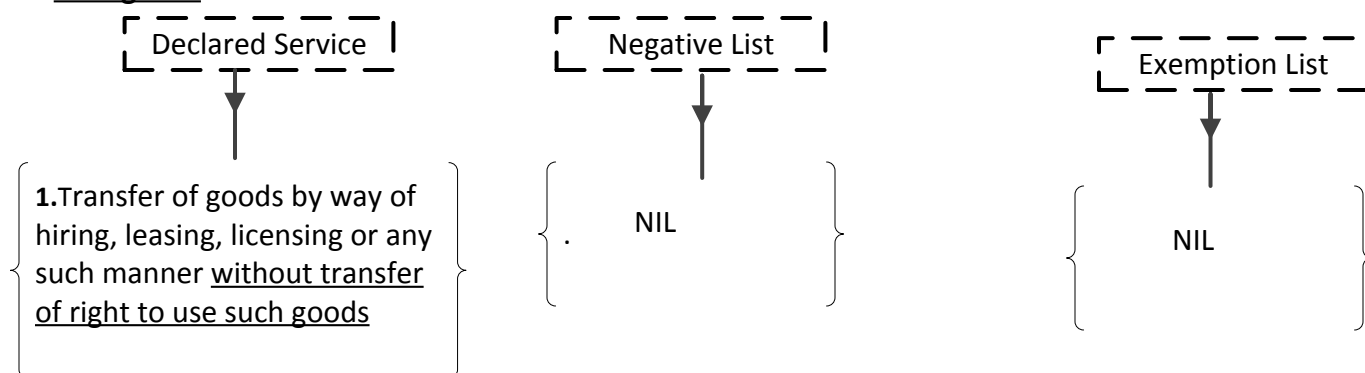 Declared Service
Negative List
Exemption List
1.Transfer of goods by way of
hiring, leasing, licensing or any
such manner without transfer
of right to use such goods
. NIL
NIL